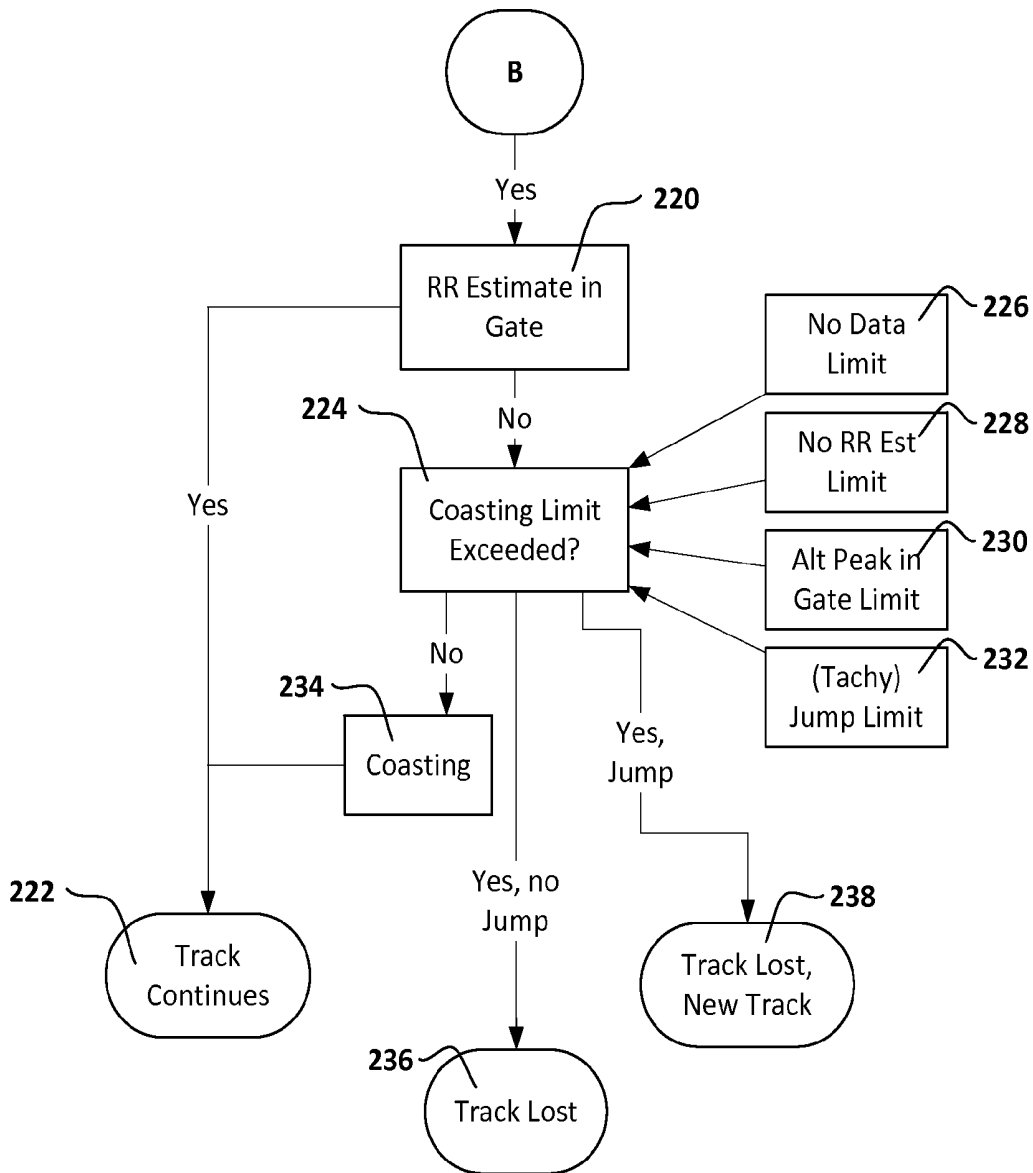 B
Yes
220
RR Estimate in
Gate
226
No Data
Limit
224
No
228
No RR Est
Limit
Yes
Coasting Limit
Exceeded?
230
Alt Peak in
Gate Limit
No
232
(Tachy)
Jump Limit
234
Coasting
Yes,
Jump
222
Track
Continues
Yes, no
Jump
238
Track Lost,
New Track
236
Track Lost